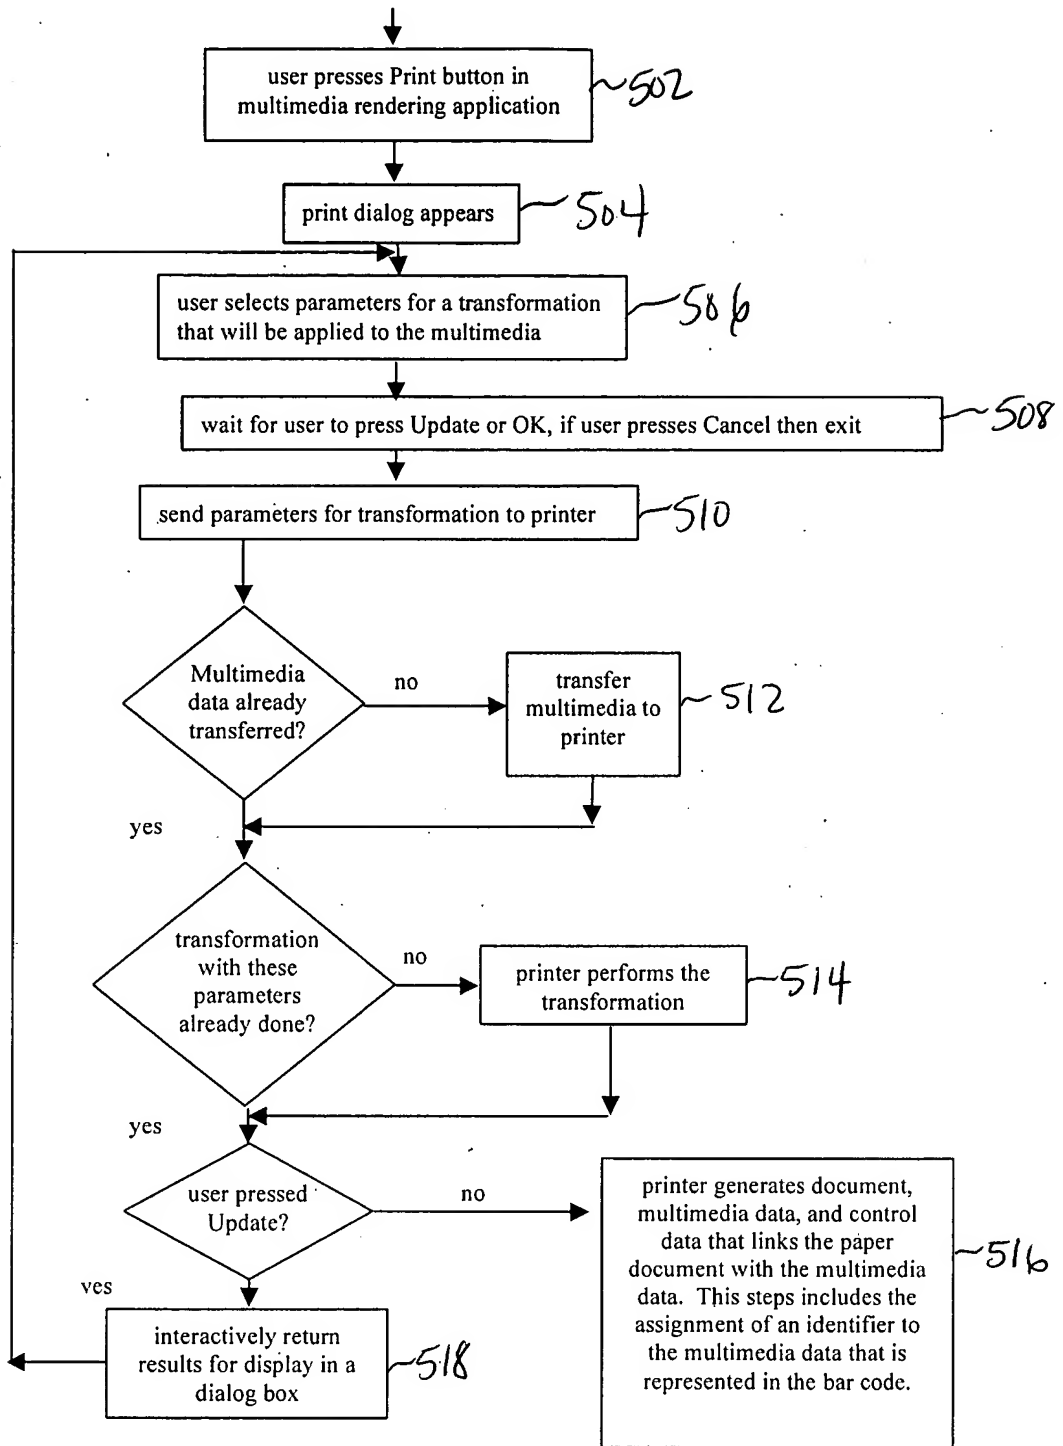 user presses Print button in
multimedia rendering application
502
print dialog appears
504
user selects parameters for a transformation
that will be applied to the multimedia
506
wait for user to press Update or OK, if user presses Cancel then exit
508
send parameters for transformation to printer
510
Multimedia
data already
transferred?
no
transfer
multimedia to
printer
512
yes
transformation
with these
parameters
already done?
no
printer performs the
transformation
514
yes
user pressed
Update?
no
printer generates document,
multimedia data, and control
data that links the paper
document with the multimedia
data. This steps includes the
assignment of an identifier to
the multimedia data that is
represented in the bar code.
516
yes
interactively return
results for display in a
dialog box
518